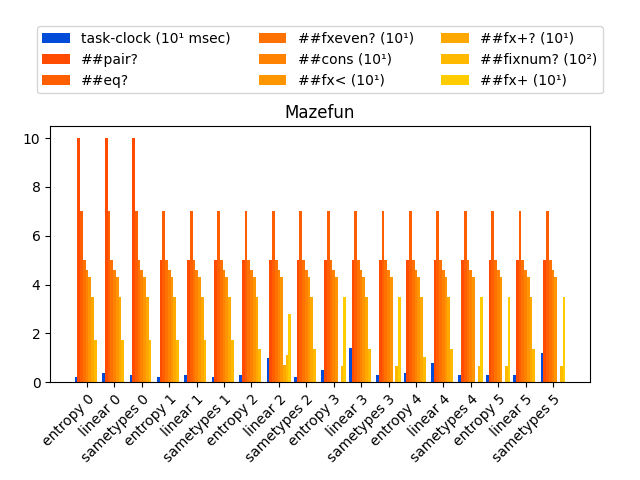 task-clock (10¹ msec) ##fxeven? (10¹) ##fx+? (10¹)
##pair? ##cons (10¹) ##fixnum? (10²)
##eq? ##fx< (10¹) ##fx+ (10¹)
Mazefun
10
8
6
4
2
0
entropy 0
linear 0
sametypes 0
entropy 1
linear 1
sametypes 1
entropy 2
linear 2
sametypes 2
entropy 3
linear 3
sametypes 3
entropy 4
linear 4
sametypes 4
entropy 5
linear 5
sametypes 5